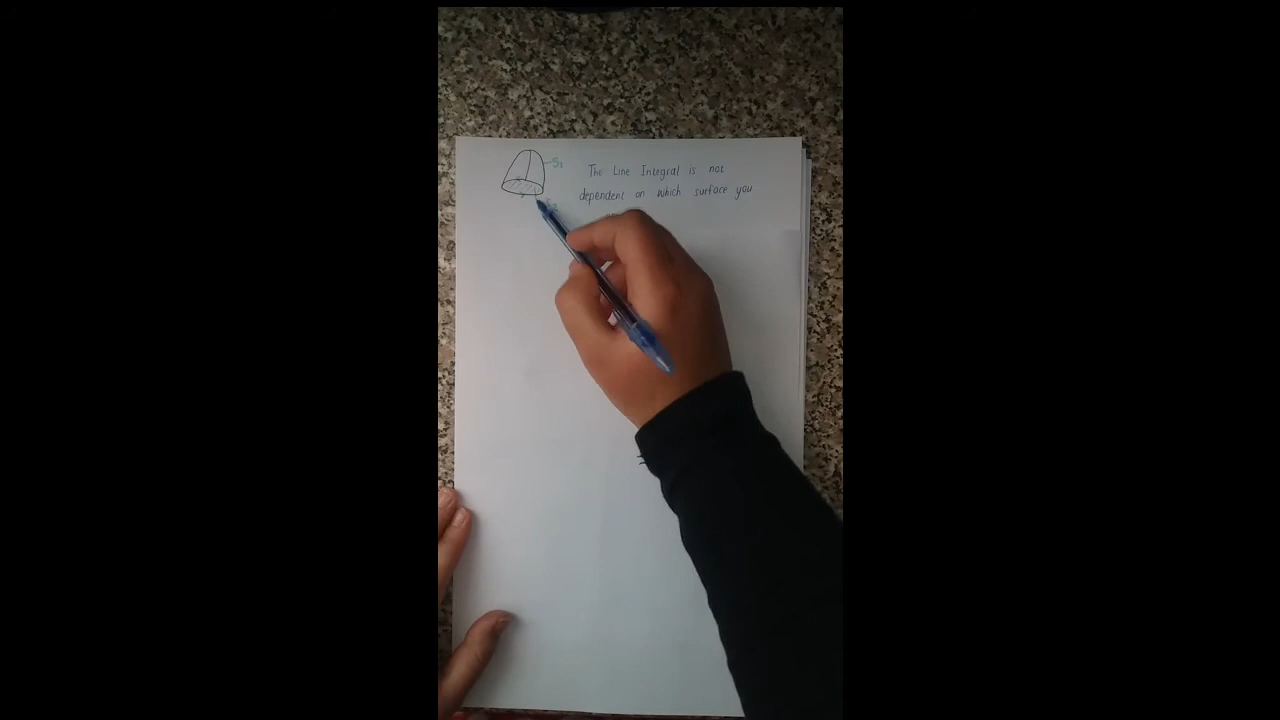 S₁
The Line Integral is not
dependent on which surface you